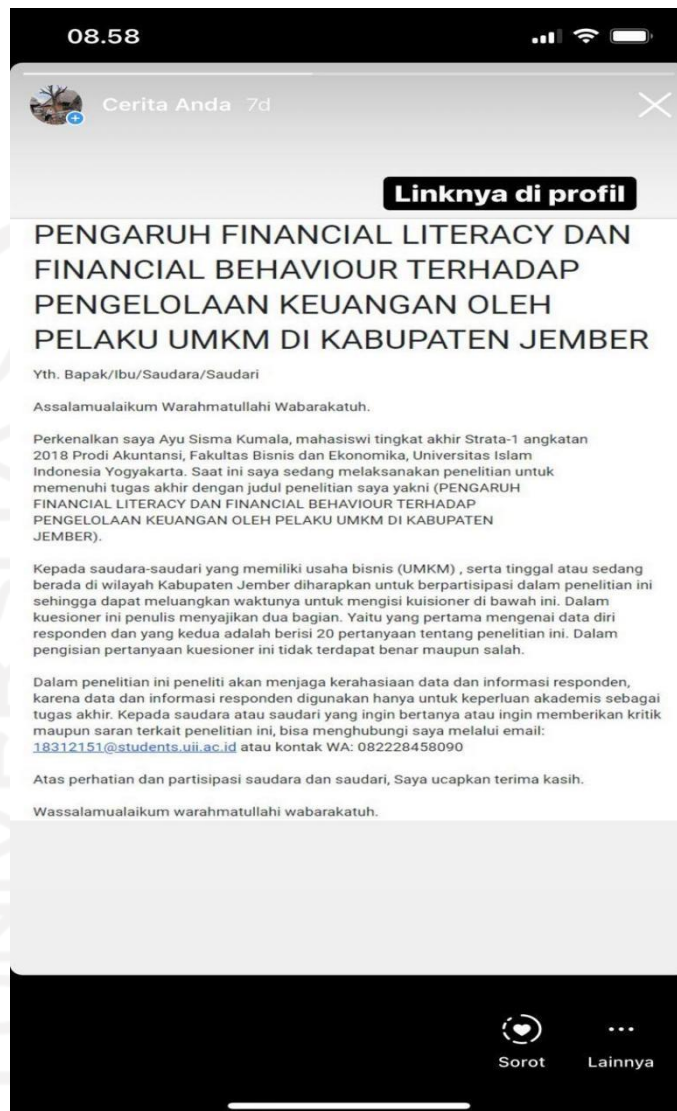 08.58
Cerita Anda 7d
Linknya di profil
PENGARUH FINANCIAL LITERACY DAN
FINANCIAL BEHAVIOUR TERHADAP
PENGELOLAAN KEUANGAN OLEH
PELAKU UMKM DI KABUPATEN JEMBER
Yth. Bapak/Ibu/Saudara/Saudari
Assalamualaikum Warahmatullahi Wabarakatuh.
Perkenalkan saya Ayu Sisma Kumala, mahasiswi tingkat akhir Strata-1 angkatan
2018 Prodi Akuntansi, Fakultas Bisnis dan Ekonomika, Universitas Islam
Indonesia Yogyakarta. Saat ini saya sedang melaksanakan penelitian untuk
memenuhi tugas akhir dengan judul penelitian saya yakni (PENGARUH
FINANCIAL LITERACY DAN FINANCIAL BEHAVIOUR TERHADAP
PENGELOLAAN KEUANGAN OLEH PELAKU UMKM DI KABUPATEN
JEMBER).
Kepada saudara-saudari yang memiliki usaha bisnis (UMKM) , serta tinggal atau sedang
berada di wilayah Kabupaten Jember diharapkan untuk berpartisipasi dalam penelitian ini
sehingga dapat meluangkan waktunya untuk mengisi kuisioner di bawah ini. Dalam
kuesioner ini penulis menyajikan dua bagian. Yaitu yang pertama mengenai data diri
responden dan yang kedua adalah berisi 20 pertanyaan tentang penelitian ini. Dalam
pengisian pertanyaan kuesioner ini tidak terdapat benar maupun salah.
Dalam penelitian ini peneliti akan menjaga kerahasiaan data dan informasi responden,
karena data dan informasi responden digunakan hanya untuk keperluan akademis sebagai
tugas akhir. Kepada saudara atau saudari yang ingin bertanya atau ingin memberikan kritik
maupun saran terkait penelitian ini, bisa menghubungi saya melalui email:
18312151@students.uii.ac.id atau kontak WA: 082228458090
Atas perhatian dan partisipasi saudara dan saudari, Saya ucapkan terima kasih.
Wassalamualaikum warahmatullahi wabarakatuh.
Sorot Lainnya